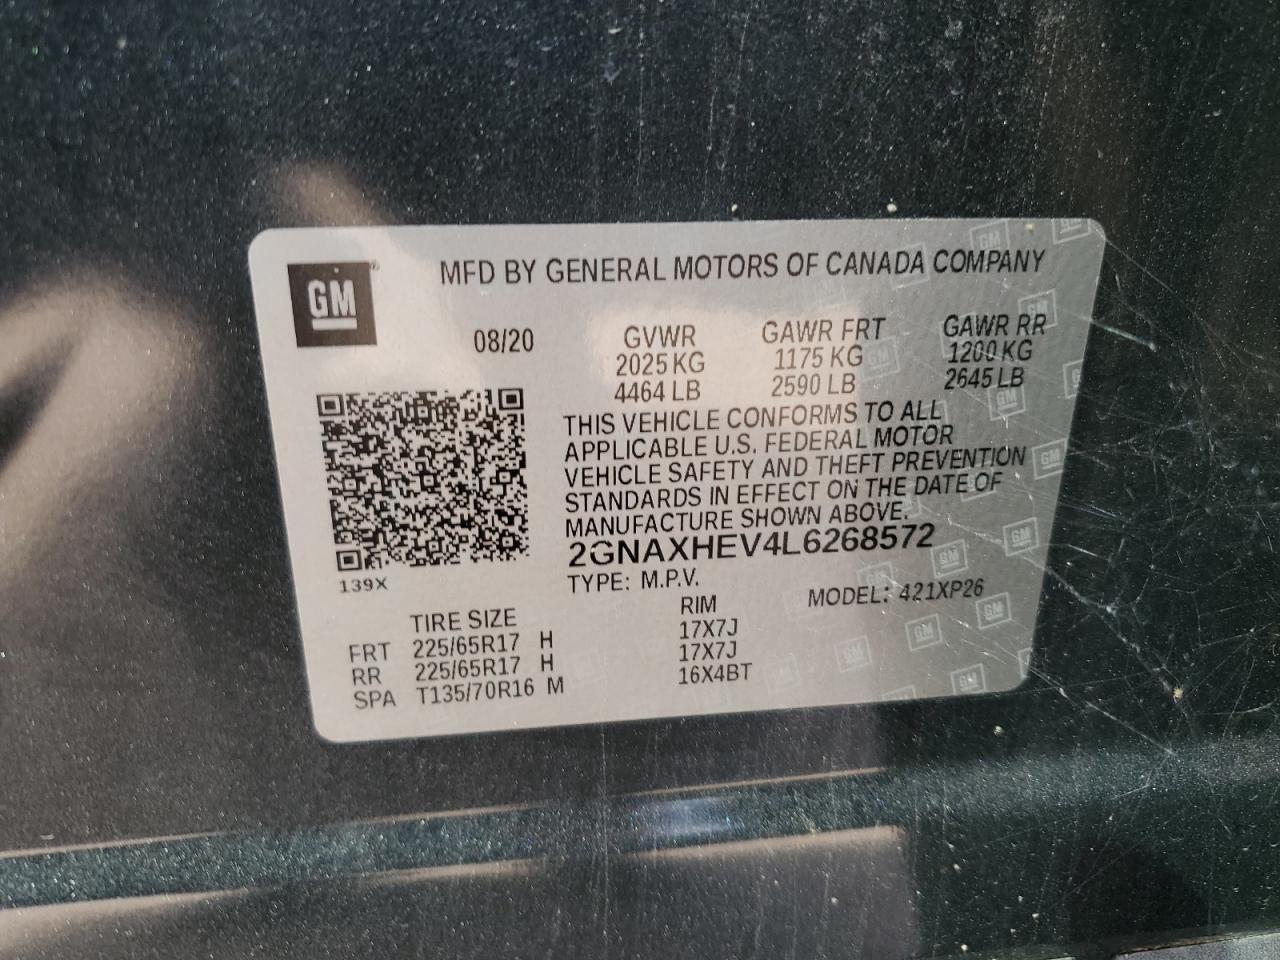 GM
MFD BY GENERAL MOTORS OF CANADA COMPANY
08/20
GVWR
2025 KG
4464 LB
GAWR FRT
1175 KG
2590 LB
GAWR RR
1200 KG
2645 LB
THIS VEHICLE CONFORMS TO ALL
APPLICABLE U.S. FEDERAL MOTOR
VEHICLE SAFETY AND THEFT PREVENTION
STANDARDS IN EFFECT ON THE DATE OF
MANUFACTURE SHOWN ABOVE.
2GNAXHEV4L6268572
TYPE: M.P.V.
MODEL: 421XP26
139X
TIRE SIZE RIM
FRT 225/65R17 H 17X7J
RR 225/65R17 H 17X7J
SPA T135/70R16 M 16X4BT